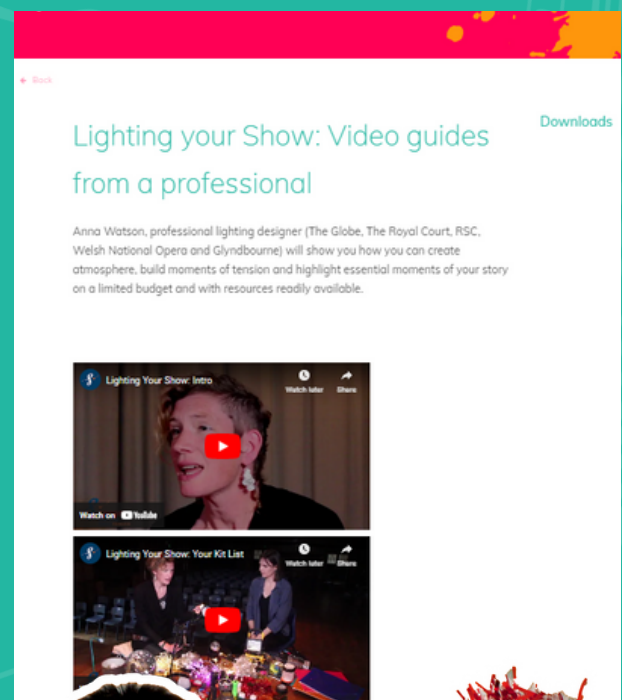 ← Back
Downloads
Lighting your Show: Video guides
from a professional
Anna Watson, professional lighting designer (The Globe, The Royal Court, RSC,
Welsh National Opera and Glyndbourne) will show you how you can create
atmosphere, build moments of tension and highlight essential moments of your story
on a limited budget and with resources readily available.
Lighting Your Show: Intro
Watch later
Share
Watch on YouTube
Lighting Your Show: Your Kit List
Watch later
Share